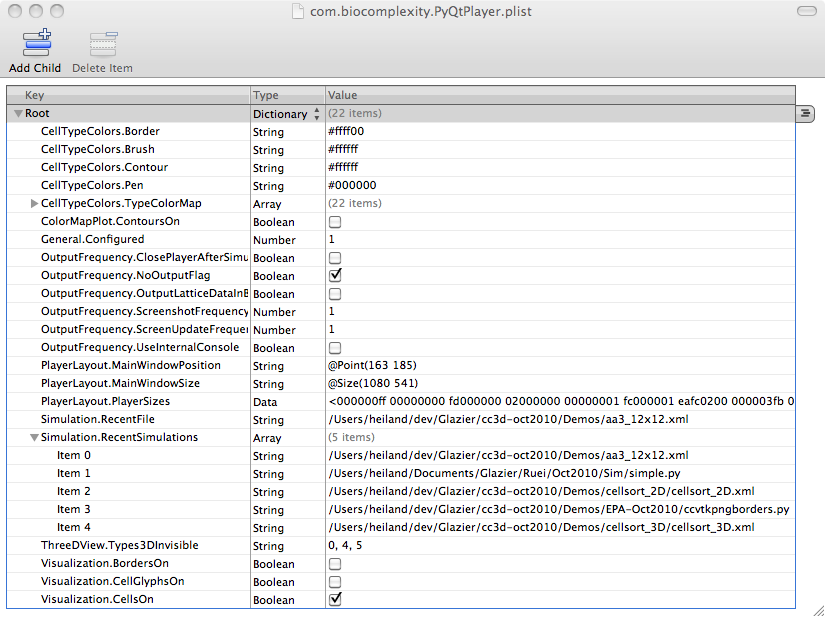 com.biocomplexity.PyQtPlayer.plist
Add Child Delete Item
Key Type Value
Root Dictionary (22 items)
CellTypeColors.Border String #ffff00
CellTypeColors.Brush String #ffffff
CellTypeColors.Contour String #ffffff
CellTypeColors.Pen String #000000
CellTypeColors.TypeColorMap Array (22 items)
ColorMapPlot.ContoursOn Boolean
General.Configured Number 1
OutputFrequency.ClosePlayerAfterSimu Boolean
OutputFrequency.NoOutputFlag Boolean
OutputFrequency.OutputLatticeDataInB Boolean
OutputFrequency.ScreenshotFrequency Number 1
OutputFrequency.ScreenUpdateFrequen Number 1
OutputFrequency.UseInternalConsole Boolean
PlayerLayout.MainWindowPosition String @Point(163 185)
PlayerLayout.MainWindowSize String @Size(1080 541)
PlayerLayout.PlayerSizes Data <000000ff 00000000 fd000000 02000000 00000001 fc000001 eafc0200 000003fb 0
Simulation.RecentFile String /Users/heiland/dev/Glazier/cc3d-oct2010/Demos/aa3_12x12.xml
Simulation.RecentSimulations Array (5 items)
Item 0 String /Users/heiland/dev/Glazier/cc3d-oct2010/Demos/aa3_12x12.xml
Item 1 String /Users/heiland/Documents/Glazier/Ruei/Oct2010/Sim/simple.py
Item 2 String /Users/heiland/dev/Glazier/cc3d-oct2010/Demos/cellsort_2D/cellsort_2D.xml
Item 3 String /Users/heiland/dev/Glazier/cc3d-oct2010/Demos/EPA-Oct2010/ccvtkpngborders.py
Item 4 String /Users/heiland/dev/Glazier/cc3d-oct2010/Demos/cellsort_3D/cellsort_3D.xml
ThreeDView.Types3DInvisible String 0, 4, 5
Visualization.BordersOn Boolean
Visualization.CellGlyphsOn Boolean
Visualization.CellsOn Boolean